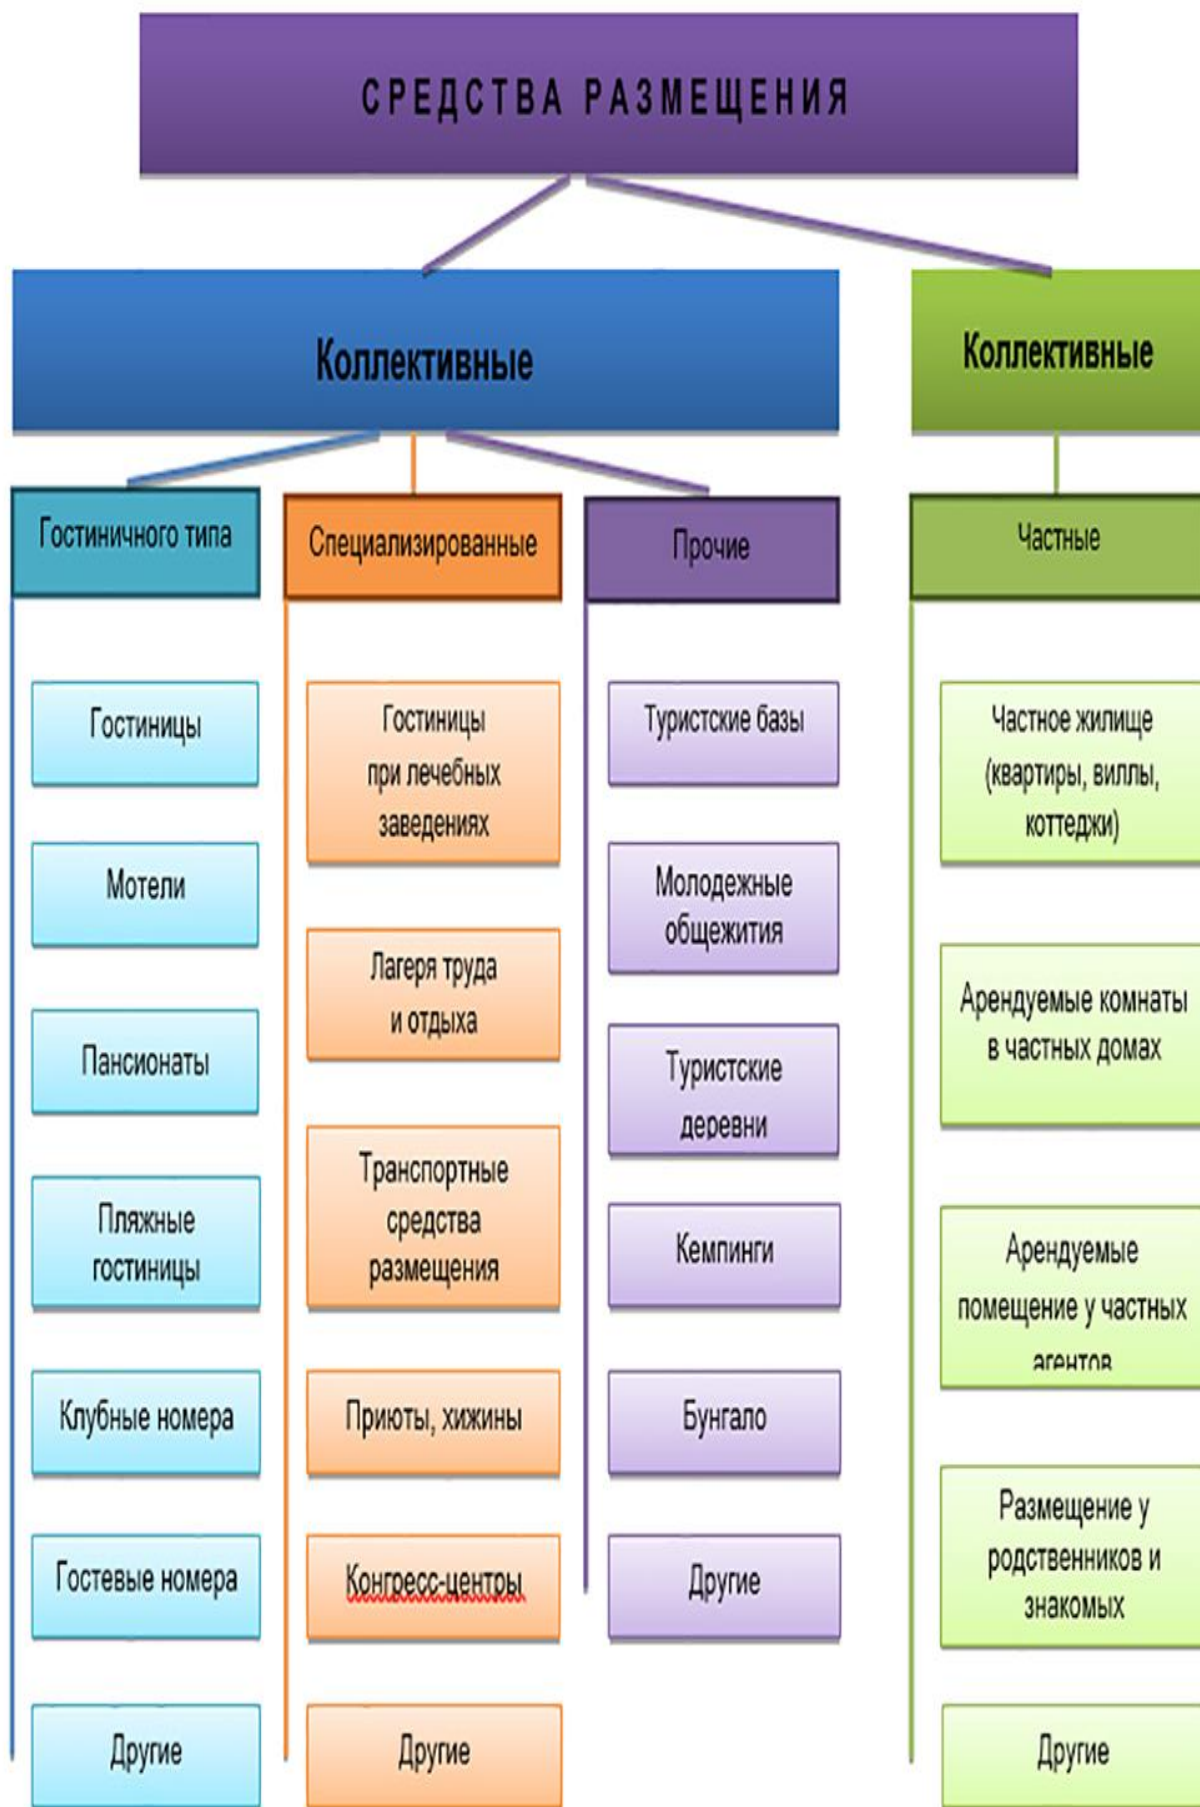 СРЕДСТВА РАЗМЕЩЕНИЯ
Коллективные
Коллективные
Гостиничного типа
Специализированные
Прочие
Частные
Гостиницы
Мотели
Пансионаты
Пляжные
гостиницы
Клубные номера
Гостевые номера
Другие
Гостиницы
при лечебных
заведениях
Лагеря труда
и отдыха
Транспортные
средства
размещения
Приюты, хижины
Конгресс-центры
Другие
Туристские базы
Молодежные
общежития
Туристские
деревни
Кемпинги
Бунгало
Другие
Частное жилище
(квартиры, виллы,
коттеджи)
Арендуемые комнаты
в частных домах
Арендуемые
помещение у частных
агентов
Размещение у
родственников и
знакомых
Другие